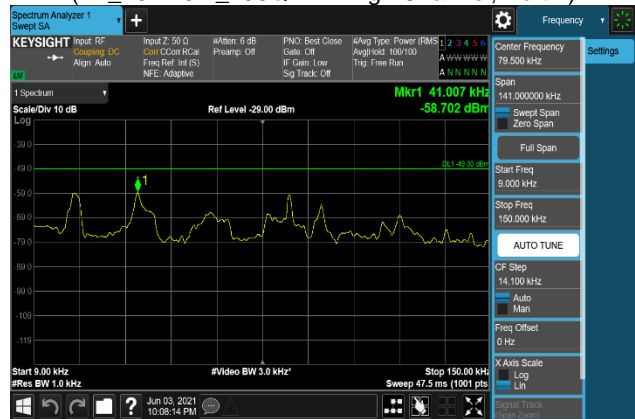 Spectrum Analyzer 1
Swept SA
Frequency
KEYSIGHT
Input: RF
Coupling: DC
Align: Auto
Input Z: 50 Ω
Corr CCorr RCal
Freq Ref: Int (S)
NFE: Adaptive
#Atten: 6 dB
Preamp: Off
PNO: Best Close
Gate: Off
IF Gain: Low
Sig Track: Off
#Avg Type: Power (RMS
Avg|Hold: 100/100
Trig: Free Run
1 2 3 4 5 6
A W W W W W
A N N N N N
LW
1 Spectrum
Scale/Div 10 dB
Ref Level -29.00 dBm
Mkr1 41.007 kHz
-58.702 dBm
Log
DL1 -49.00 dBm
1
-39.0
-49.0
-59.0
-69.0
-79.0
-89.0
-99.0
-109
-119
Start 9.00 kHz
#Video BW 3.0 kHz*
Stop 150.00 kHz
#Res BW 1.0 kHz
Sweep 47.5 ms (1001 pts
Center Frequency
79.500 kHz
Settings
Span
141.000000 kHz
Swept Span
Zero Span
Full Span
Start Freq
9.000 kHz
Stop Freq
150.000 kHz
AUTO TUNE
CF Step
14.100 kHz
Auto
Man
Freq Offset
0 Hz
X Axis Scale
Log
Lin
Signal Track
(Span Zoom)
?
Jun 03, 2021
10:08:14 PM